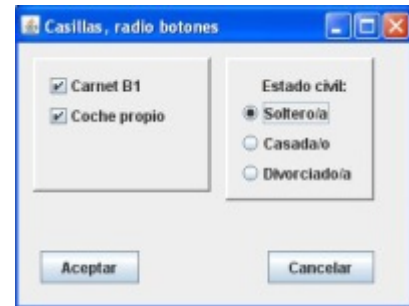 Casillas, radio botones
Carnet B1
Coche propio
Estado civil:
Soltero/a
Casada/o
Divorciado/a
Aceptar
Cancelar